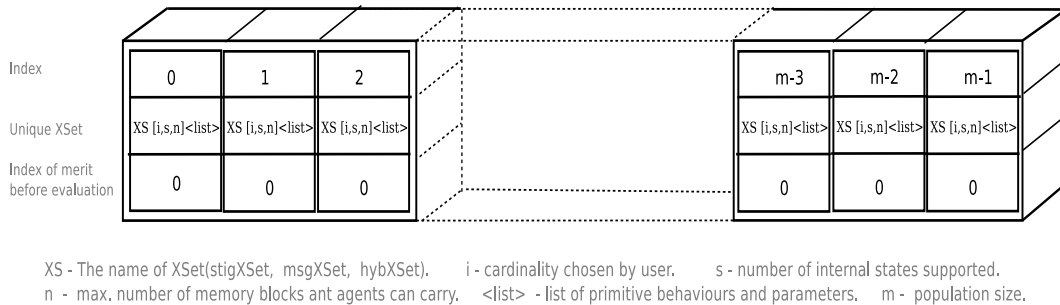 Index 0 1 2 m-3 m-2 m-1
Unique XSet XS [i,s,n]<list> XS [i,s,n]<list> XS [i,s,n]<list> XS [i,s,n]<list> XS [i,s,n]<list> XS [i,s,n]<list>
Index of merit
before evaluation 0 0 0 0 0 0
XS - The name of XSet(stigXSet, msgXSet, hybXSet). i - cardinality chosen by user. s - number of internal states supported.
n - max. number of memory blocks ant agents can carry. <list> - list of primitive behaviours and parameters. m - population size.